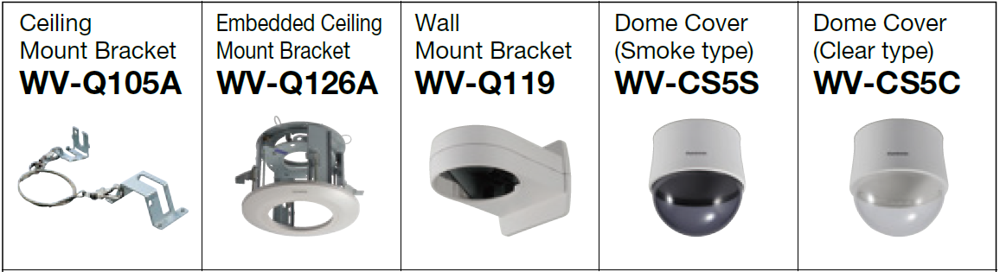 Ceiling
Mount Bracket
WV-Q105A
Embedded Ceiling
Mount Bracket
WV-Q126A
Wall
Mount Bracket
WV-Q119
Dome Cover
(Smoke type)
WV-CS5S
Dome Cover
(Clear type)
WV-CS5C